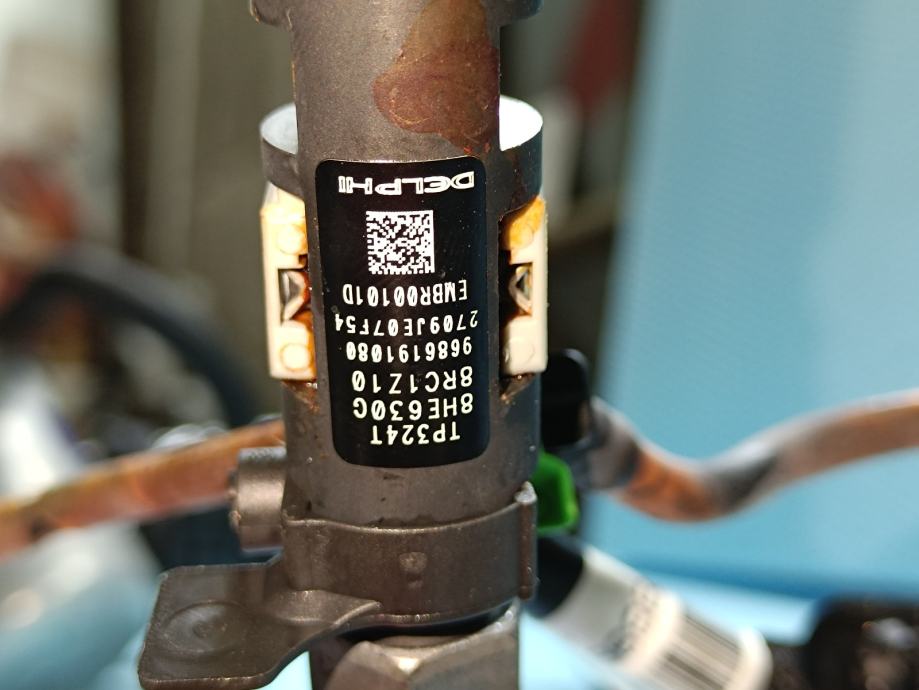 TP324T
8HE630G
8RC1Z10
9686191080
2709JE07F54
EMBR00101D
DELPHI